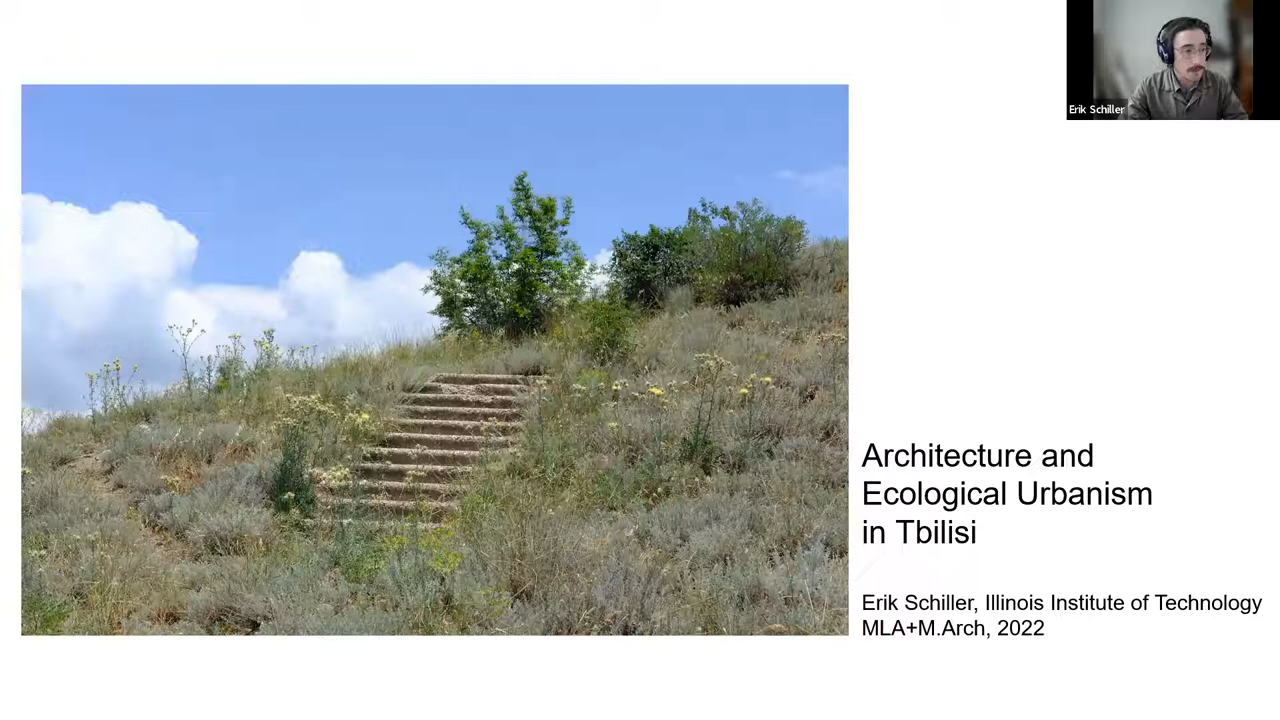 Erik Schiller
Architecture and
Ecological Urbanism
in Tbilisi
Erik Schiller, Illinois Institute of Technology
MLA+M.Arch, 2022